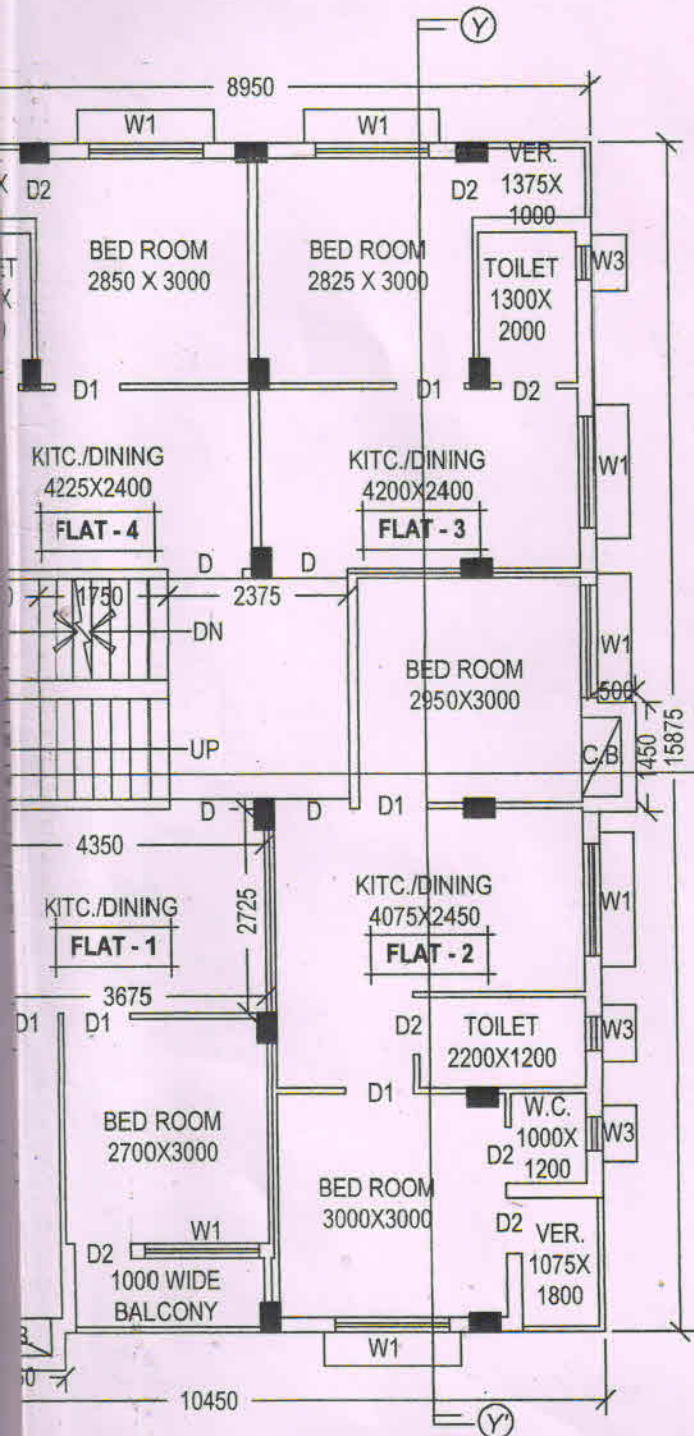 Y
8950
W1 W1
D2
D2
VER.
1375X
1000
BED ROOM
2850 X 3000
BED ROOM
2825 X 3000
TOILET
1300X
2000
W3
D1 D1 D2
KITC./DINING
4225X2400
FLAT - 4
KITC./DINING
4200X2400
FLAT - 3
W1
D D
1750 2375
DN
UP
BED ROOM
2950X3000
W1
500
C.B
1450
15875
D D D1
4350
2725
KITC./DINING
FLAT - 1
3675
KITC./DINING
4075X2450
FLAT - 2
W1
D1 D1
D2
TOILET
2200X1200
W3
D1
BED ROOM
2700X3000
W.C.
1000X
1200
D2
W3
BED ROOM
3000X3000
D2
VER.
1075X
1800
W1
D2
1000 WIDE
BALCONY
W1
10450
Y'